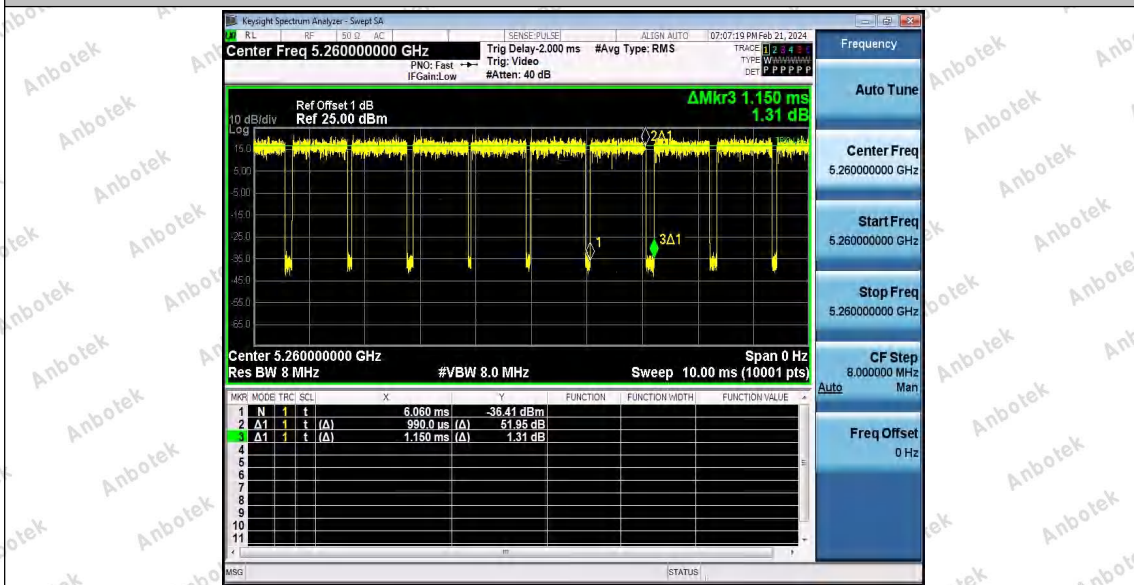 Keysight Spectrum Analyzer - Swept SA
RL RF 50 Ω AC SENSE:PULSE ALIGN AUTO 07:07:19 PM Feb 21, 2024
Center Freq 5.260000000 GHz
Trig Delay-2.000 ms #Avg Type: RMS
TRACE 1 2 3 4 5 6
PNO: Fast Trig: Video
TYPE W
IFGain:Low #Atten: 40 dB
DET P P P P P P
ΔMkr3 1.150 ms
1.31 dB
Ref Offset 1 dB
10 dB/div Ref 25.00 dBm
Log
15.0
5.00
-5.00
-15.0
-25.0
-35.0
-45.0
-55.0
-65.0
2Δ1
1
3Δ1
Center 5.260000000 GHz Span 0 Hz
Res BW 8 MHz #VBW 8.0 MHz Sweep 10.00 ms (10001 pts)
MKR MODE TRC SCL X Y FUNCTION FUNCTION WIDTH FUNCTION VALUE
1 N 1 t 6.060 ms -36.41 dBm
2 Δ1 1 t (Δ) 990.0 us (Δ) 51.95 dB
3 Δ1 1 t (Δ) 1.150 ms (Δ) 1.31 dB
4
5
6
7
8
9
10
11
MSG STATUS
Frequency
Auto Tune
Center Freq
5.260000000 GHz
Start Freq
5.260000000 GHz
Stop Freq
5.260000000 GHz
CF Step
8.000000 MHz
Auto Man
Freq Offset
0 Hz
Anbotek